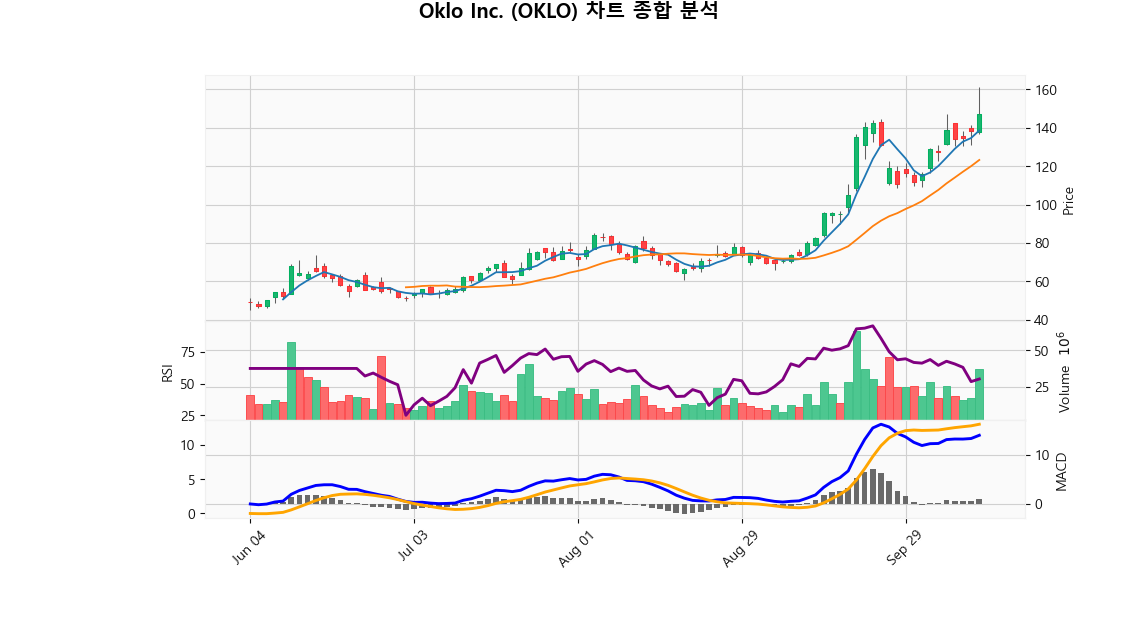 Oklo Inc. (OKLO) 차트 종합 분석
160
140
120
100
80
60
40
Price
75
50
25
RSI
50
25
Volume 10⁶
10
5
0
10
0
MACD
Jun 04
Jul 03
Aug 01
Aug 29
Sep 29